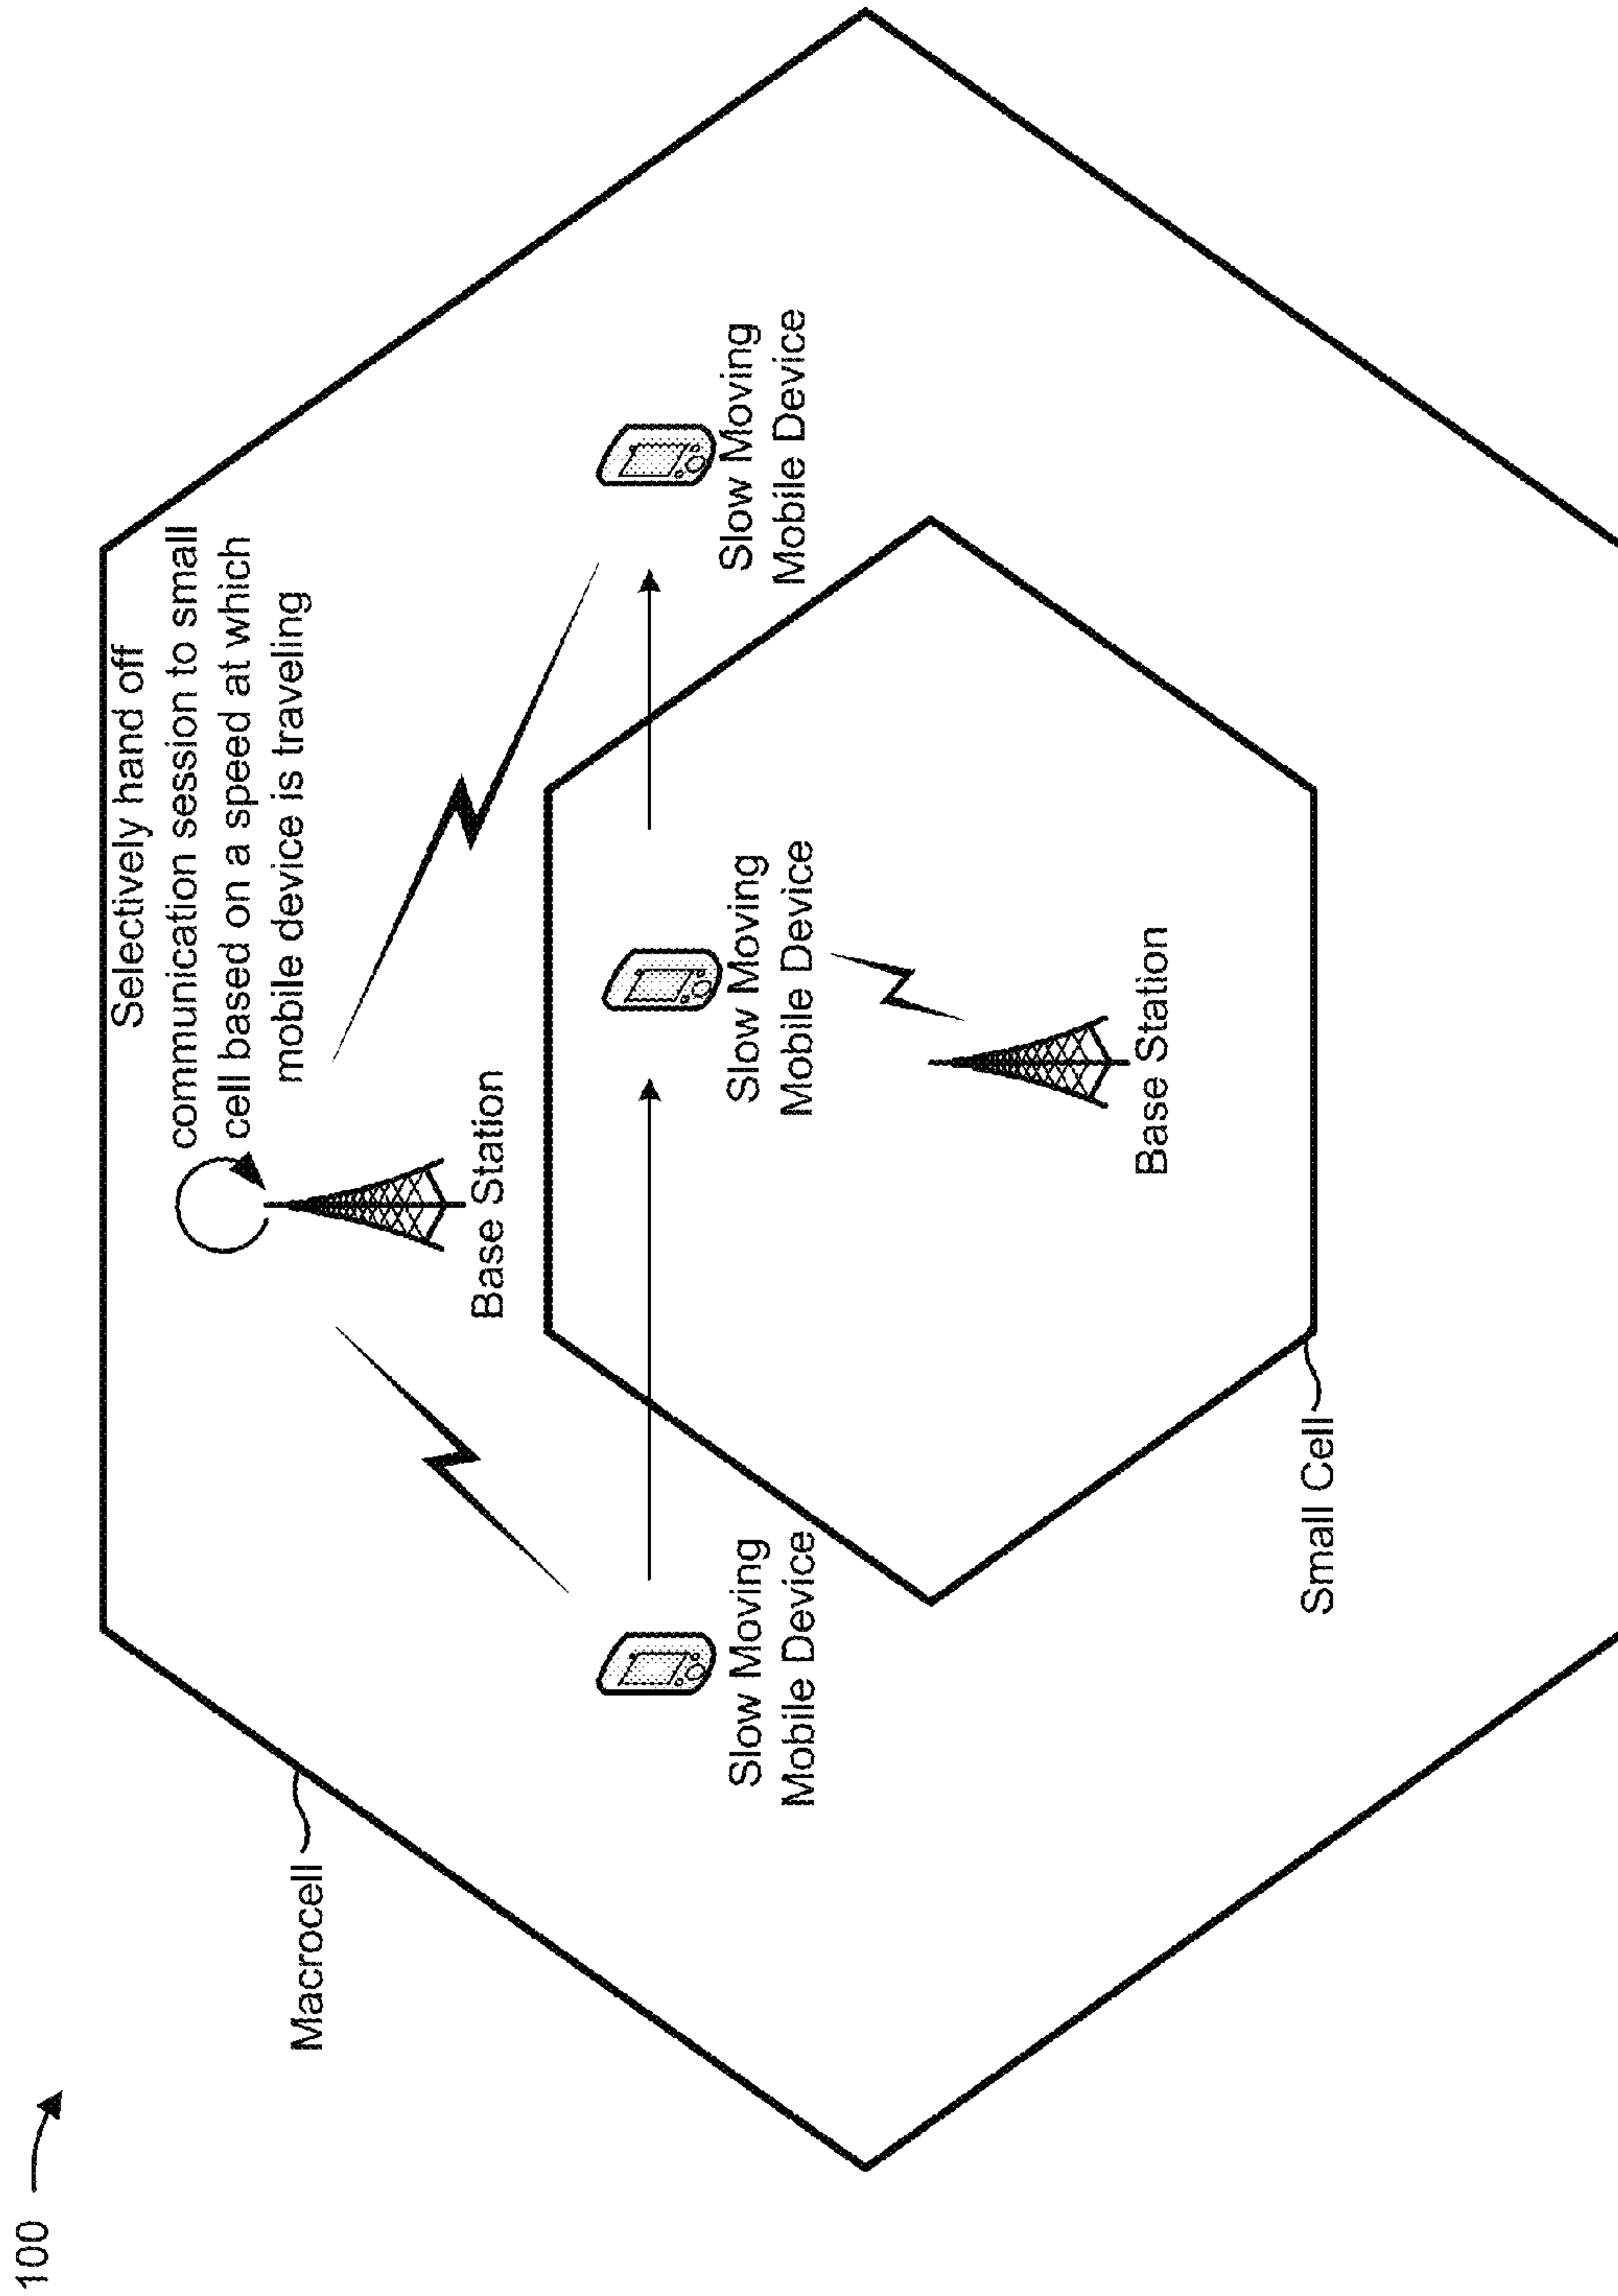 100
Macrocell
Selectively hand off
communication session to small
cell based on a speed at which
mobile device is traveling
Base Station
Slow Moving
Mobile Device
Slow Moving
Mobile Device
Slow Moving
Mobile Device
Base Station
Small Cell